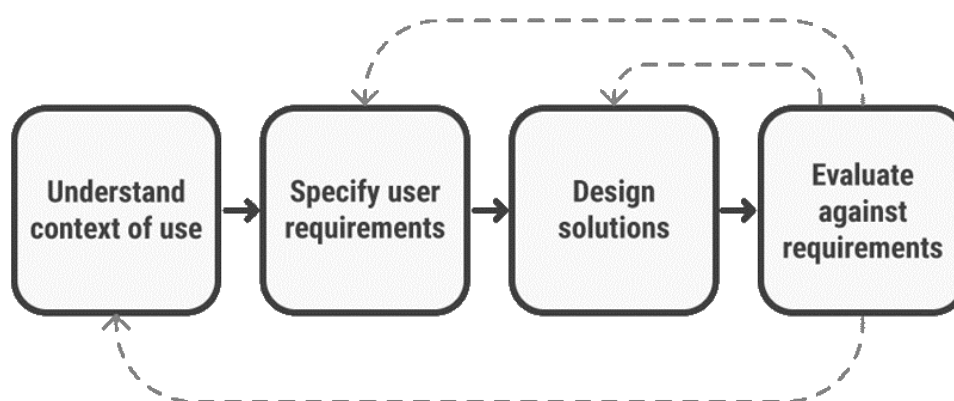 Understand
context of use
Specify user
requirements
Design
solutions
Evaluate
against
requirements